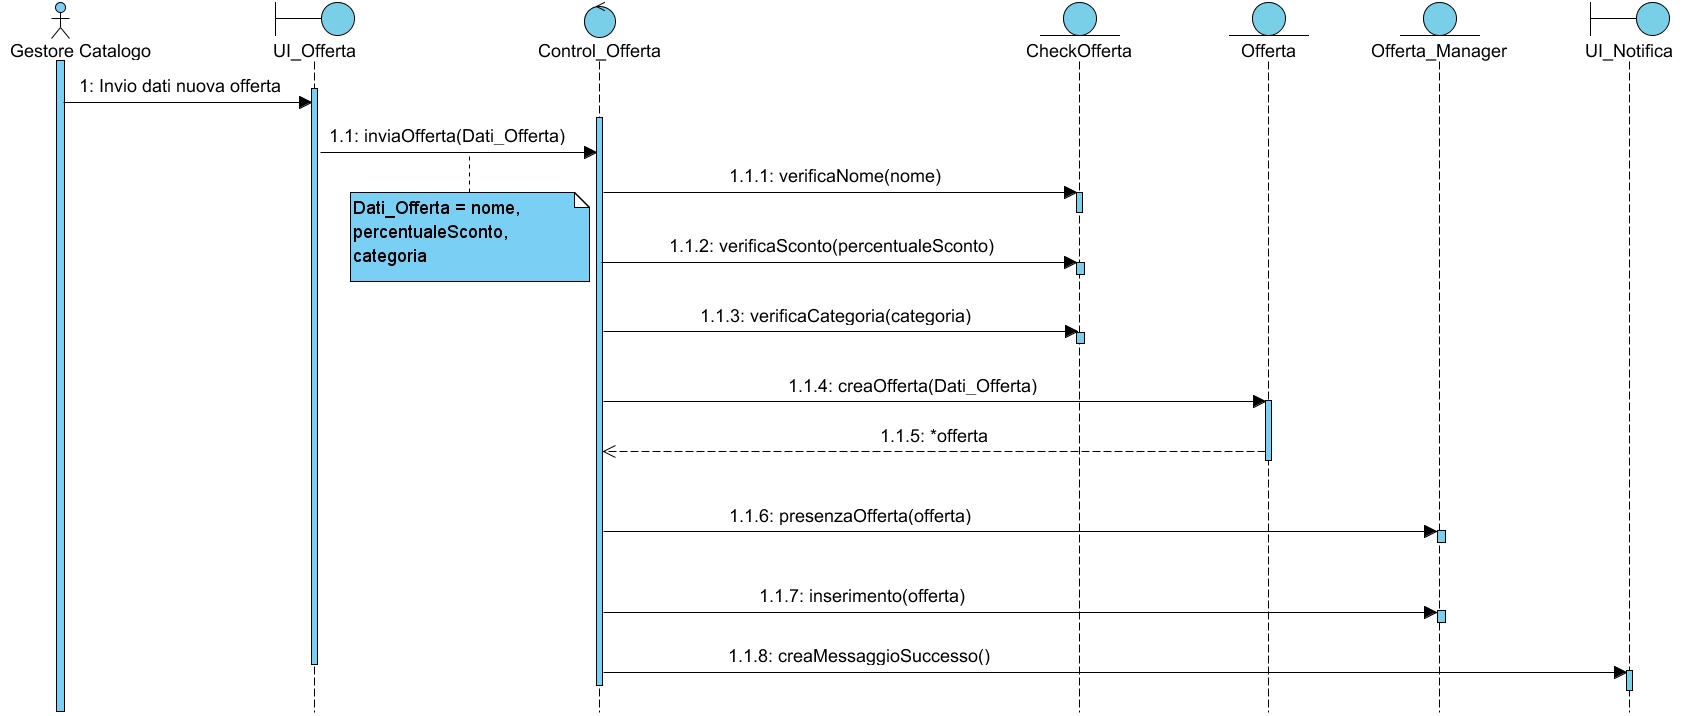 Gestore Catalogo
UI_Offerta
Control_Offerta
CheckOfferta
Offerta
Offerta_Manager
UI_Notifica
1: Invio dati nuova offerta
1.1: inviaOfferta(Dati_Offerta)
Dati_Offerta = nome,
percentualeSconto,
categoria
1.1.1: verificaNome(nome)
1.1.2: verificaSconto(percentualeSconto)
1.1.3: verificaCategoria(categoria)
1.1.4: creaOfferta(Dati_Offerta)
1.1.5: *offerta
1.1.6: presenzaOfferta(offerta)
1.1.7: inserimento(offerta)
1.1.8: creaMessaggioSuccesso()